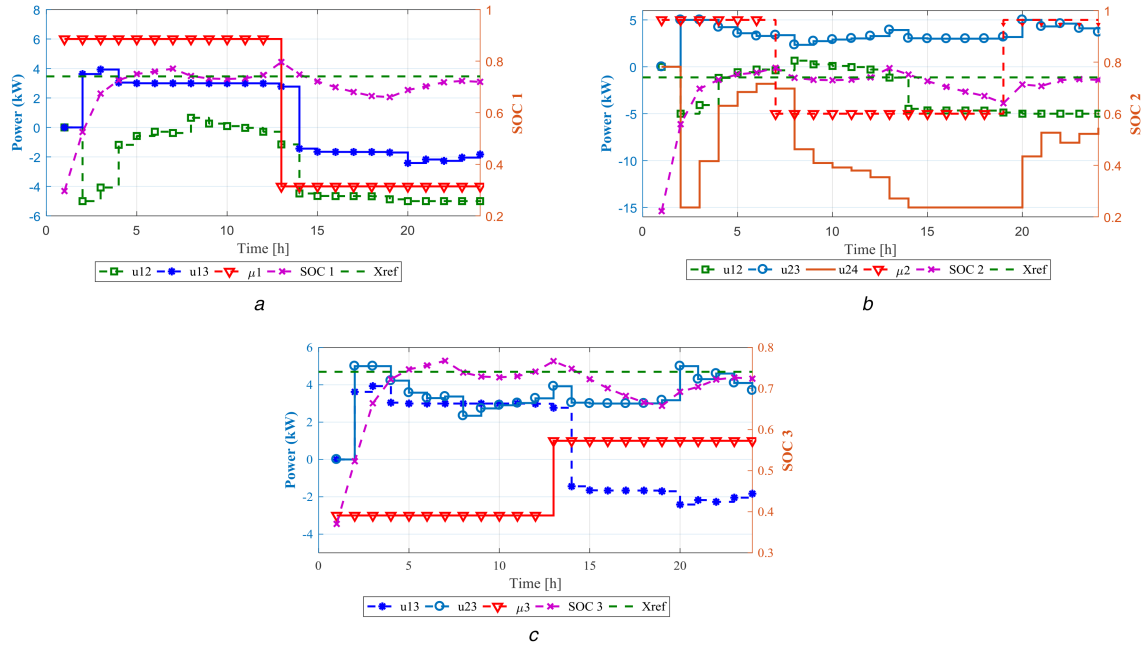 8
6
4
2
0
-2
-4
-6
Power (kW)
1
0.8
0.6
0.4
0.2
SOC 1
0 5 10 15 20
Time [h]
u12 u13 μ1 SOC 1 Xref
a
5
0
-5
-10
-15
Power (kW)
1
0.8
0.6
0.4
0.2
SOC 2
0 5 10 15 20
Time [h]
u12 u23 u24 μ2 SOC 2 Xref
b
6
4
2
0
-2
-4
Power (kW)
0.8
0.7
0.6
0.5
0.4
0.3
SOC 3
0 5 10 15 20
Time [h]
u13 u23 μ3 SOC 3 Xref
c